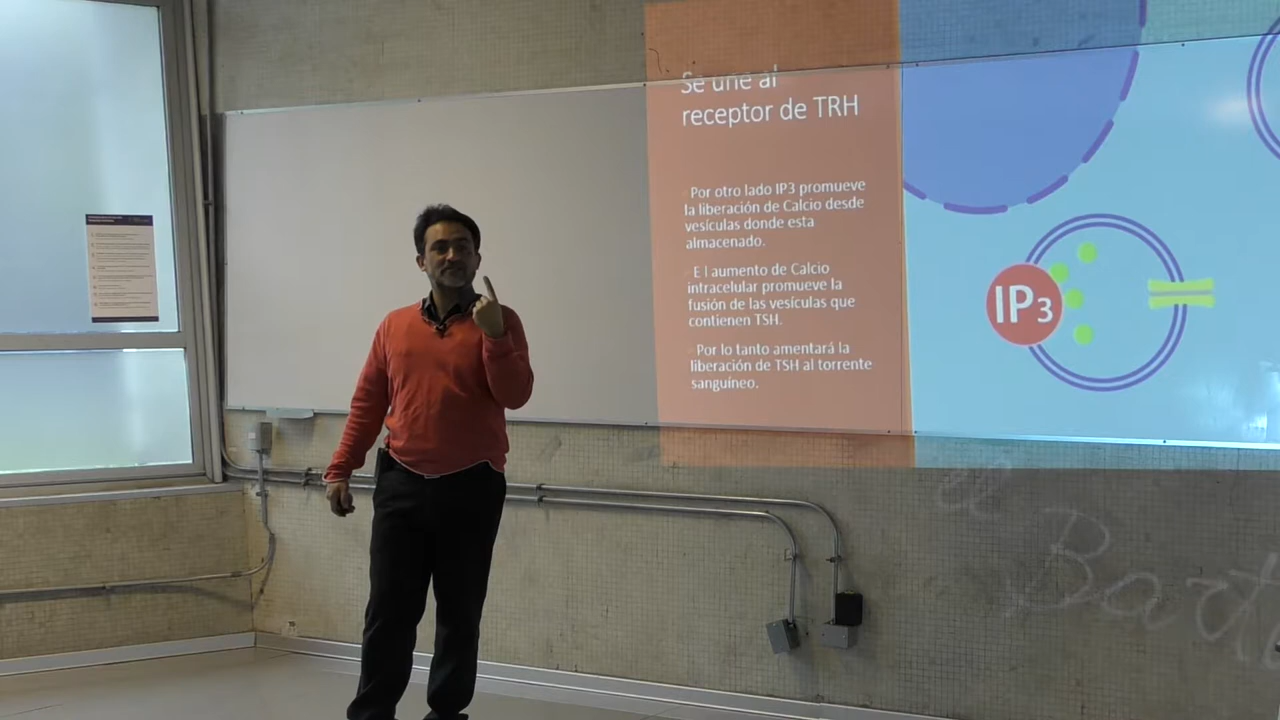 Se une al
receptor de TRH
Por otro lado IP3 promueve
la liberación de Calcio desde
vesículas donde esta
almacenado.
E l aumento de Calcio
intracelular promueve la
fusión de las vesículas que
contienen TSH.
Por lo tanto amentará la
liberación de TSH al torrente
sanguíneo.
IP3
el
Bart